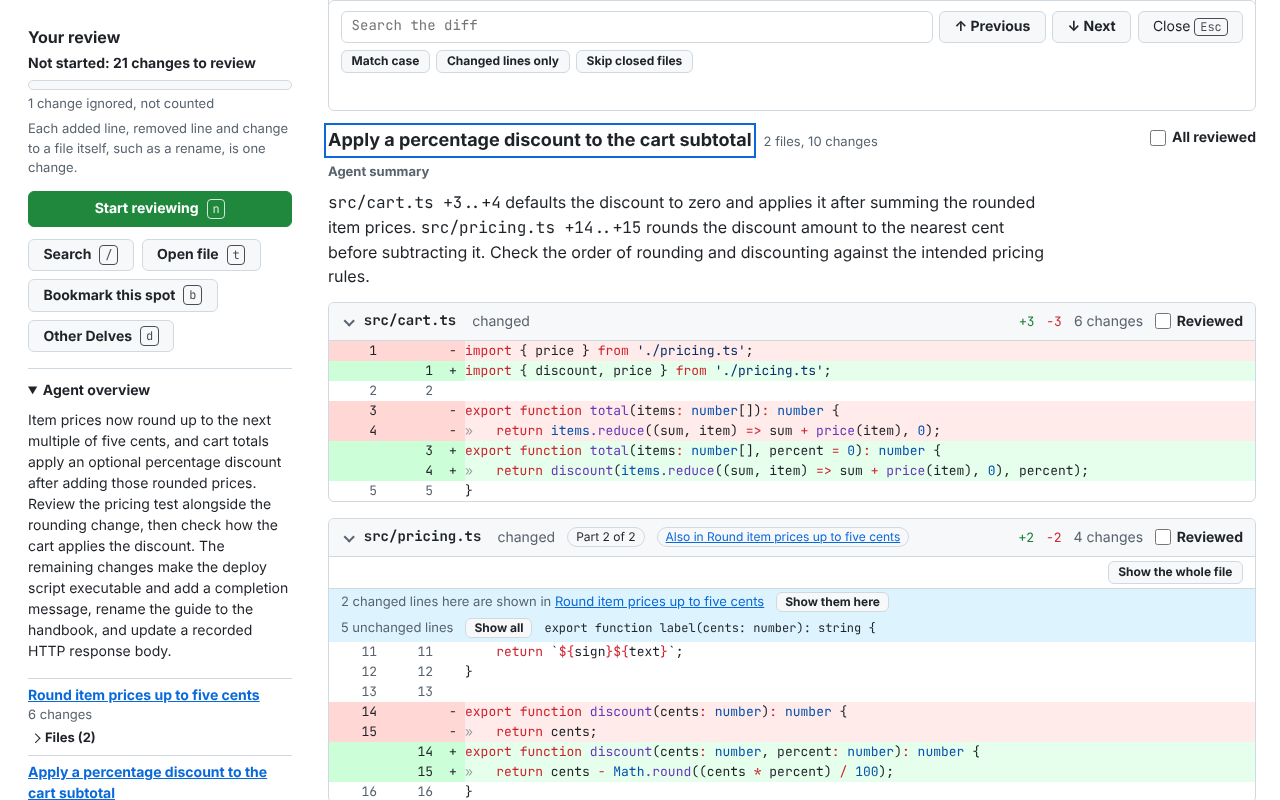 Your review
Not started: 21 changes to review
1 change ignored, not counted
Each added line, removed line and change
to a file itself, such as a rename, is one
change.
Start reviewing n
Search / Open file t
Bookmark this spot b
Other Delves d
Agent overview
Item prices now round up to the next
multiple of five cents, and cart totals
apply an optional percentage discount
after adding those rounded prices.
Review the pricing test alongside the
rounding change, then check how the
cart applies the discount. The
remaining changes make the deploy
script executable and add a completion
message, rename the guide to the
handbook, and update a recorded
HTTP response body.
Round item prices up to five cents
6 changes
Files (2)
Apply a percentage discount to the
cart subtotal
Search the diff ↑ Previous ↓ Next Close Esc
Match case Changed lines only Skip closed files
Apply a percentage discount to the cart subtotal 2 files, 10 changes All reviewed
Agent summary
src/cart.ts +3..+4 defaults the discount to zero and applies it after summing the rounded
item prices. src/pricing.ts +14..+15 rounds the discount amount to the nearest cent
before subtracting it. Check the order of rounding and discounting against the intended pricing
rules.
src/cart.ts changed +3 -3 6 changes Reviewed
1 - import { price } from './pricing.ts';
1 + import { discount, price } from './pricing.ts';
2 2
3 - export function total(items: number[]): number {
4 - » return items.reduce((sum, item) => sum + price(item), 0);
3 + export function total(items: number[], percent = 0): number {
4 + » return discount(items.reduce((sum, item) => sum + price(item), 0), percent);
5 5 }
src/pricing.ts changed Part 2 of 2 Also in Round item prices up to five cents +2 -2 4 changes Reviewed
Show the whole file
2 changed lines here are shown in Round item prices up to five cents Show them here
5 unchanged lines Show all export function label(cents: number): string {
11 11 return `${sign}${text}`;
12 12 }
13 13
14 - export function discount(cents: number): number {
15 - » return cents;
14 + export function discount(cents: number, percent: number): number {
15 + » return cents - Math.round((cents * percent) / 100);
16 16 }